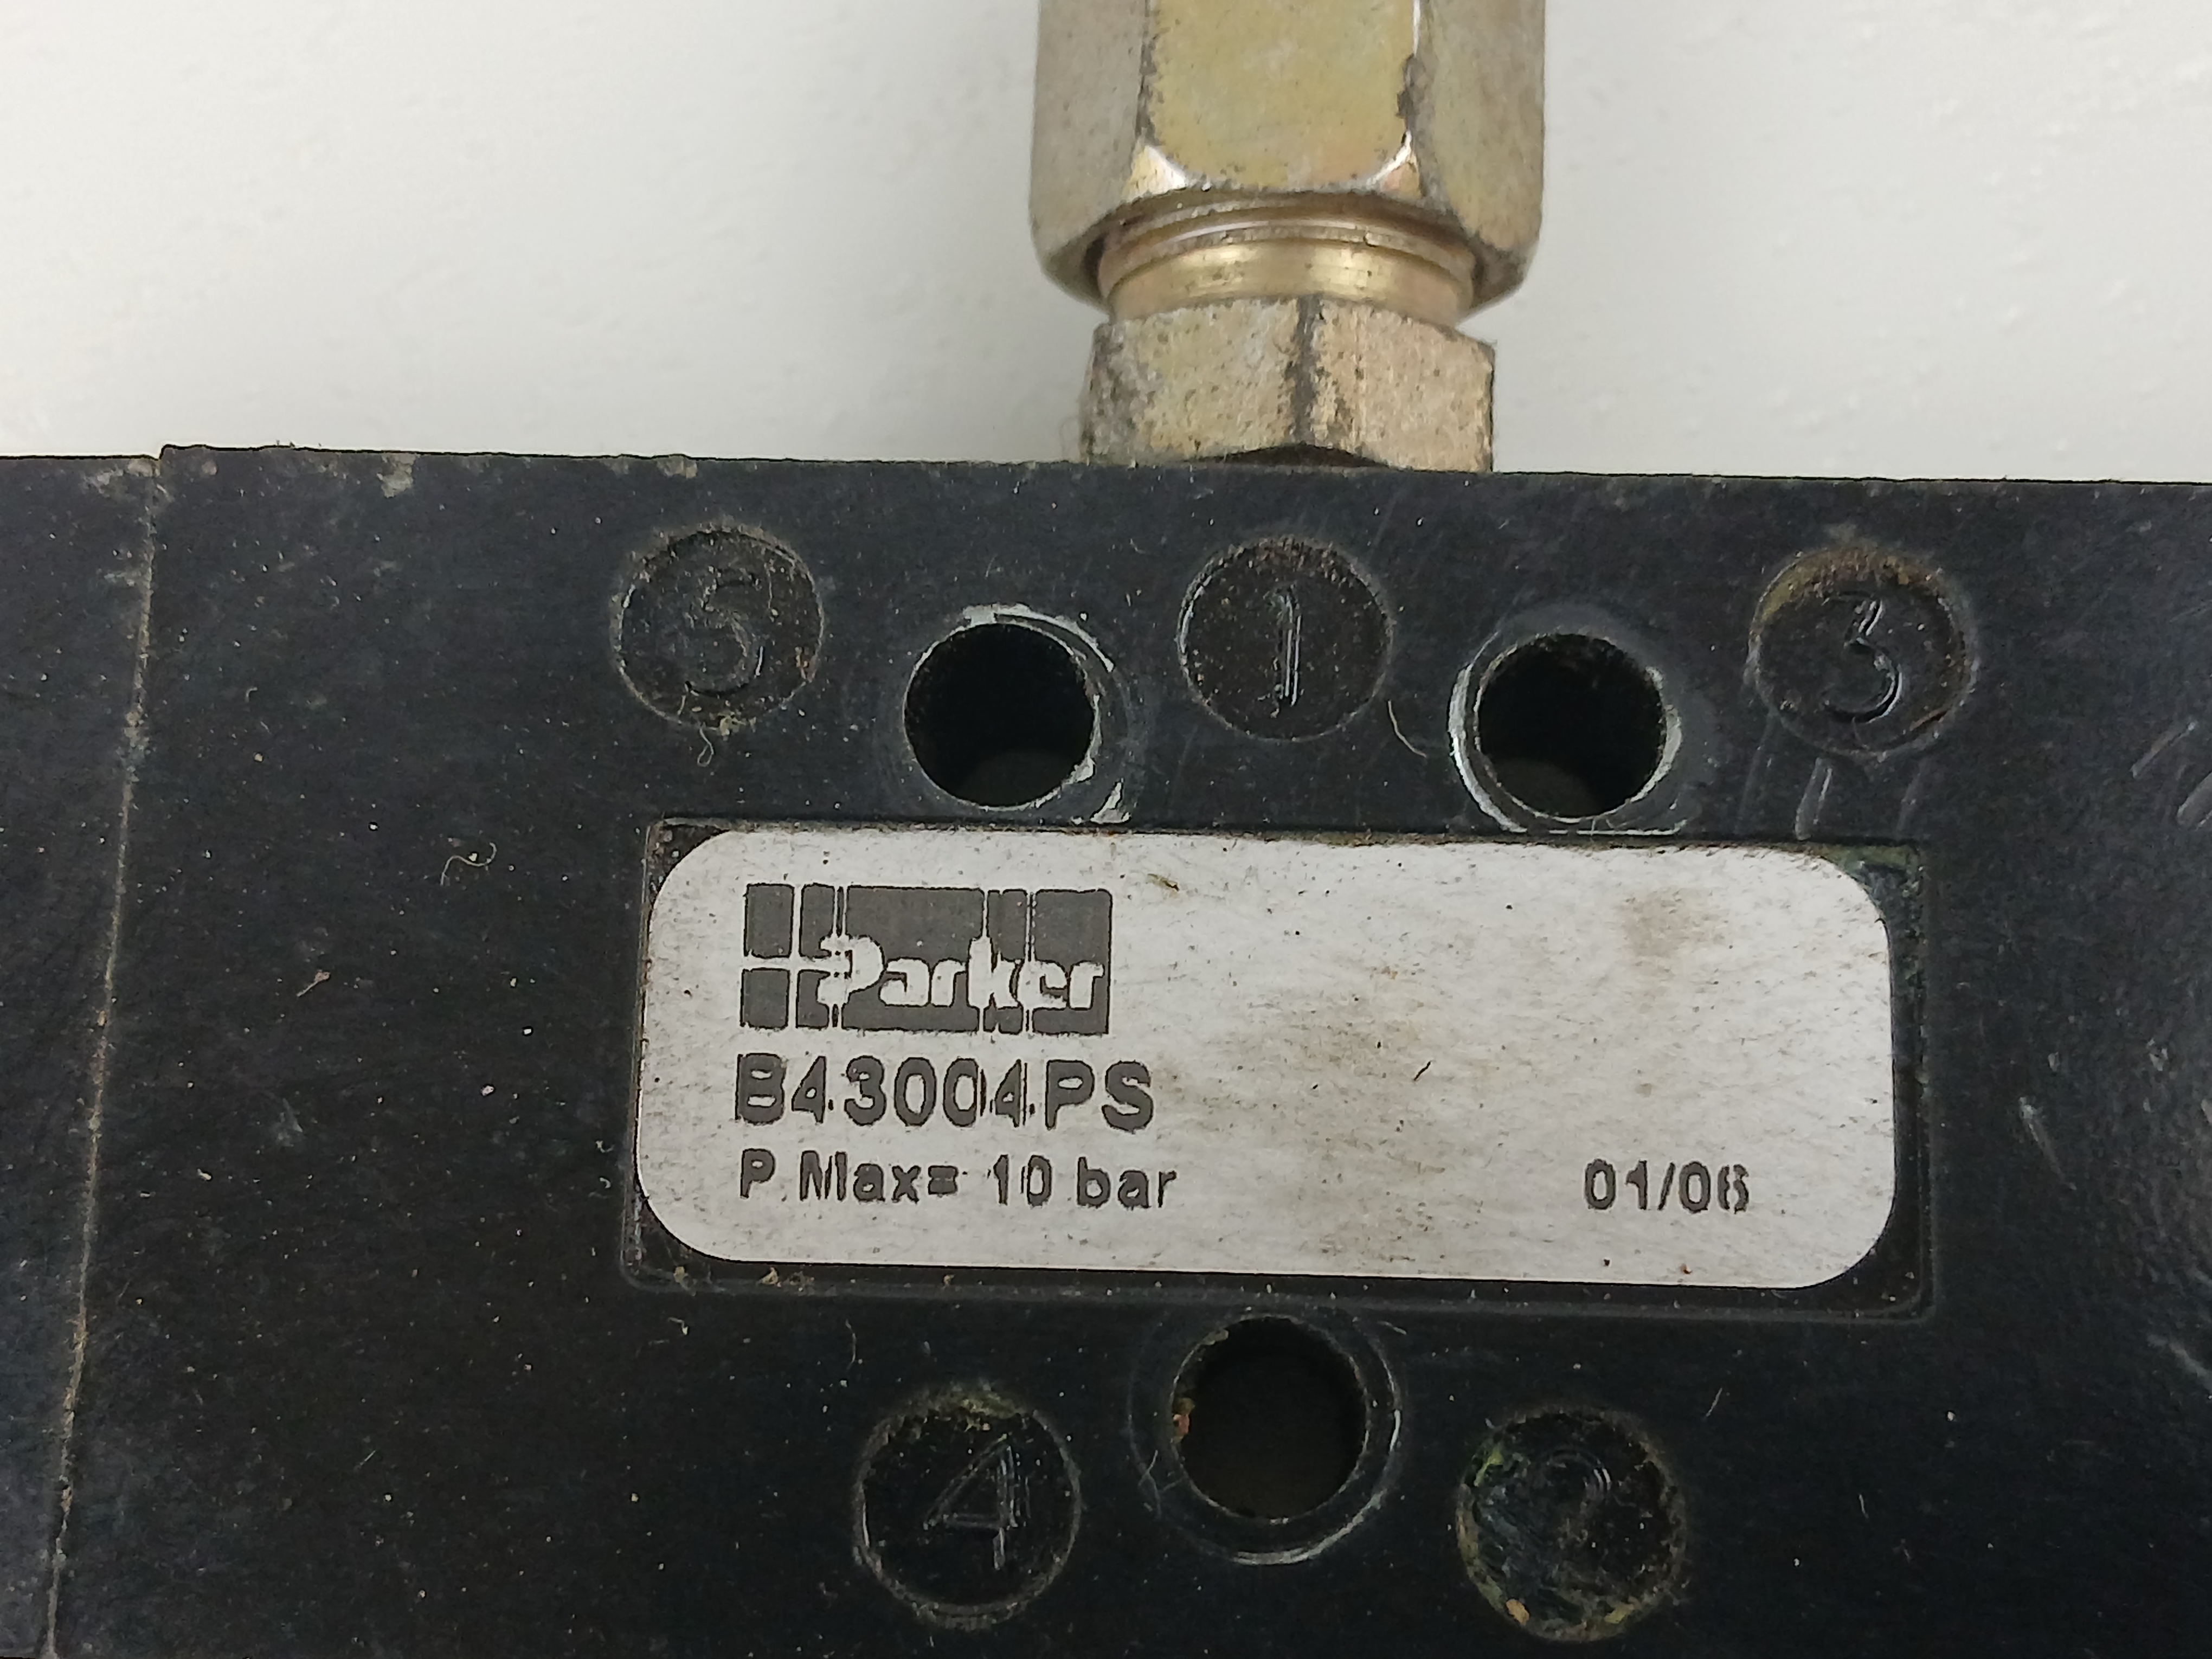 5 1 3
Parker
B43004PS
P.Max= 10 bar 01/06
4 2